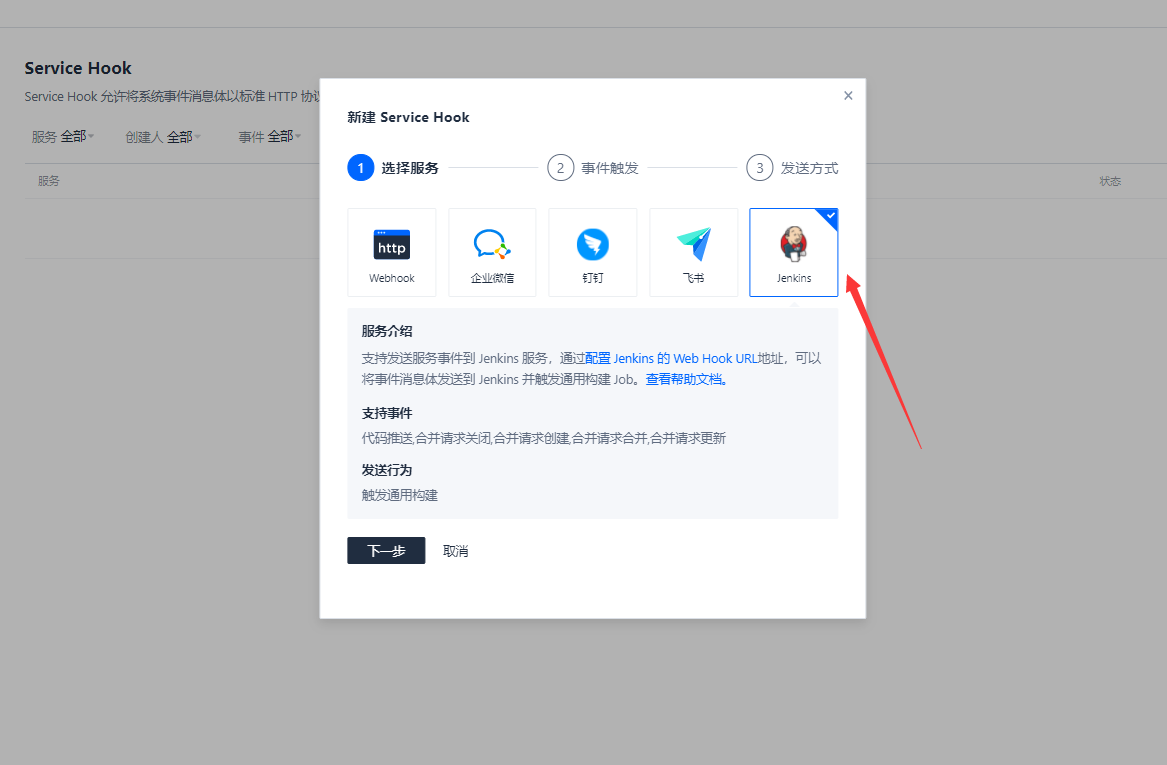 Service Hook
Service Hook 允许将系统事件消息体以标准 HTTP 协议
服务 全部 创建人 全部 事件 全部
服务 状态
新建 Service Hook
1 选择服务 2 事件触发 3 发送方式
http
Webhook 企业微信 钉钉 飞书 Jenkins
服务介绍
支持发送服务事件到 Jenkins 服务，通过配置 Jenkins 的 Web Hook URL地址，可以
将事件消息体发送到 Jenkins 并触发通用构建 Job。查看帮助文档。
支持事件
代码推送,合并请求关闭,合并请求创建,合并请求合并,合并请求更新
发送行为
触发通用构建
下一步 取消